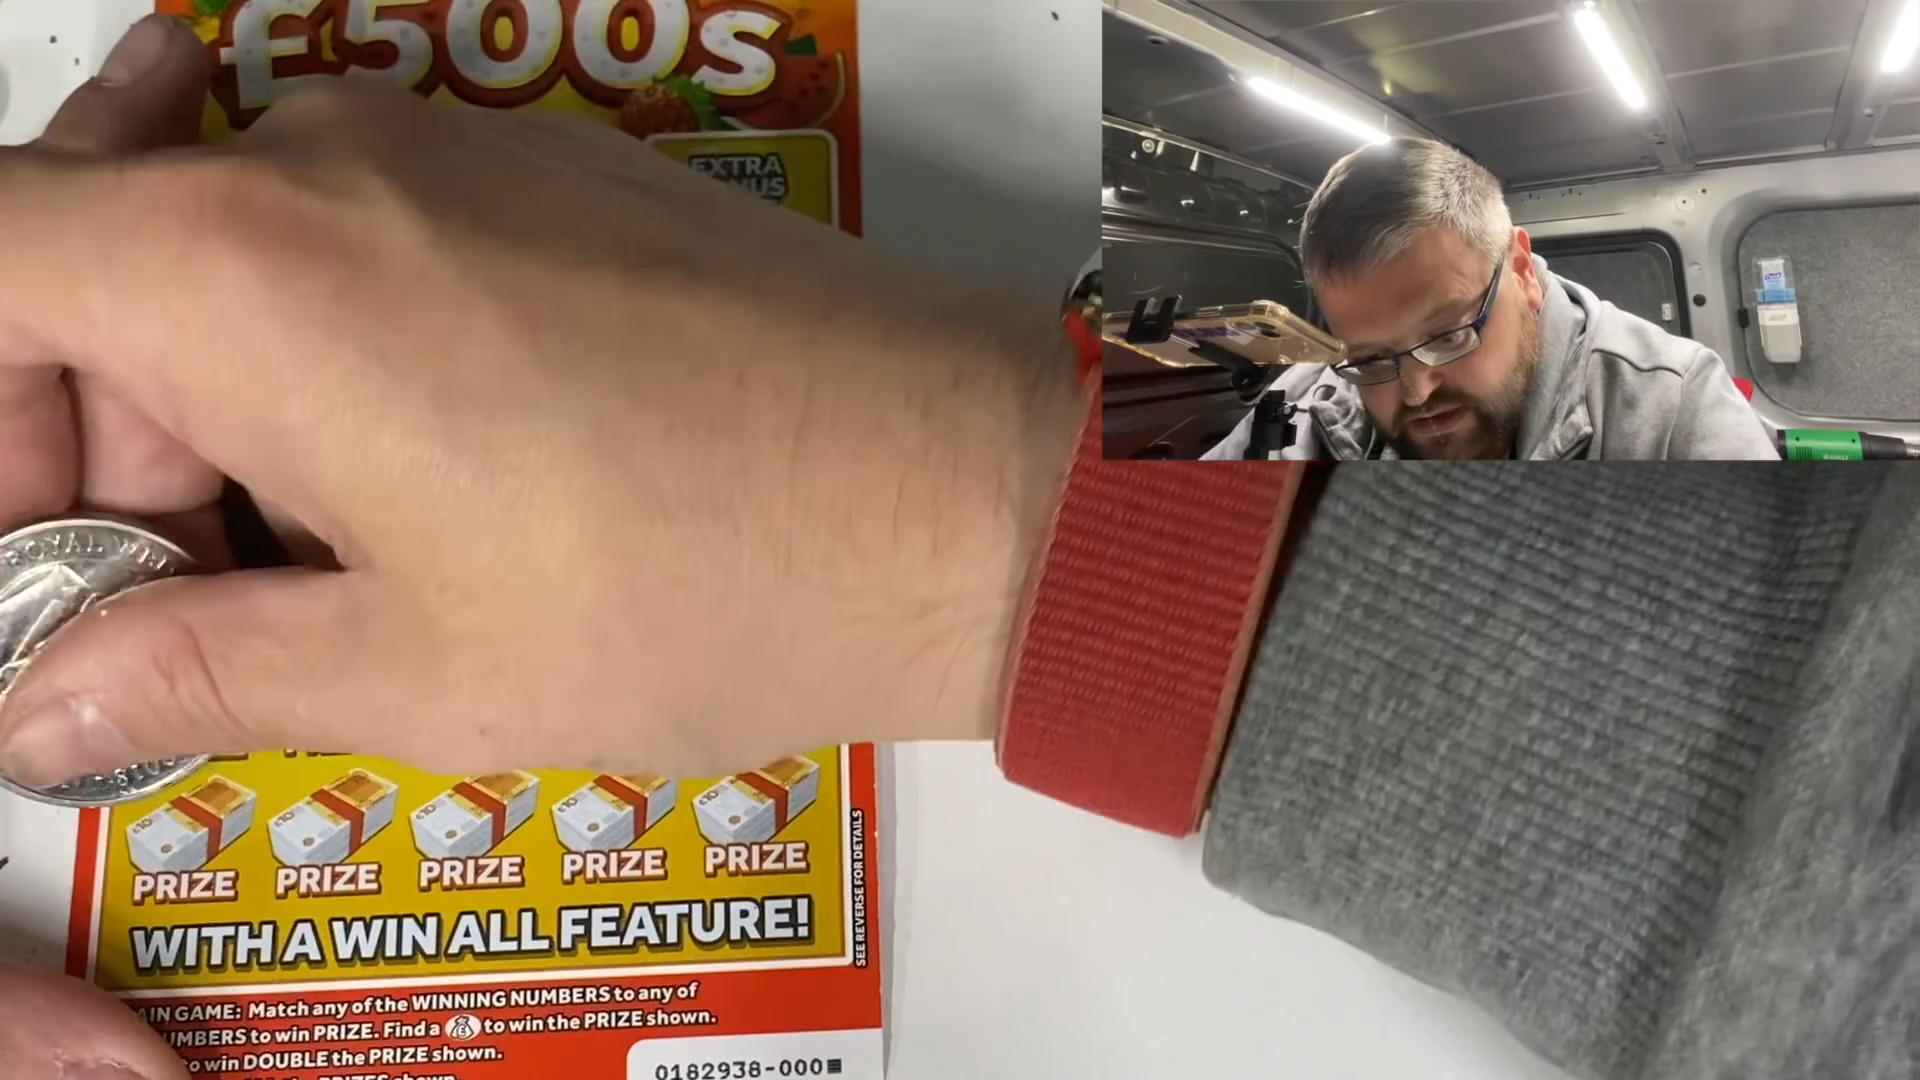 £500s
EXTRA
ROYAL
PRIZE PRIZE PRIZE PRIZE PRIZE
WITH A WIN ALL FEATURE!
SEE REVERSE FOR DETAILS
GAME: Match any of the WINNING NUMBERS to any of
to win PRIZE. Find a £ to win the PRIZE shown.
to win DOUBLE the PRIZE shown.
0182938-000